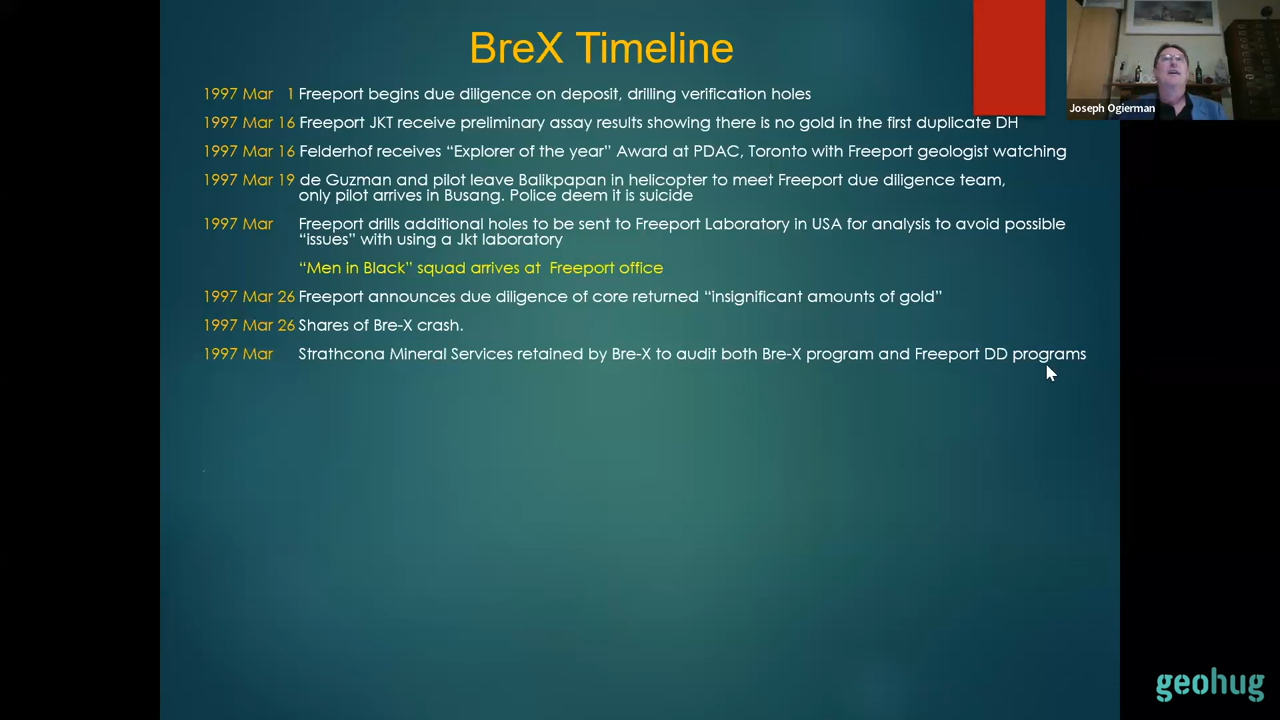 BreX Timeline
Joseph Ogierman
1997 Mar 1 Freeport begins due diligence on deposit, drilling verification holes
1997 Mar 16 Freeport JKT receive preliminary assay results showing there is no gold in the first duplicate DH
1997 Mar 16 Felderhof receives “Explorer of the year” Award at PDAC, Toronto with Freeport geologist watching
1997 Mar 19 de Guzman and pilot leave Balikpapan in helicopter to meet Freeport due diligence team,
only pilot arrives in Busang. Police deem it is suicide
1997 Mar Freeport drills additional holes to be sent to Freeport Laboratory in USA for analysis to avoid possible
“issues” with using a Jkt laboratory
“Men in Black” squad arrives at Freeport office
1997 Mar 26 Freeport announces due diligence of core returned “insignificant amounts of gold”
1997 Mar 26 Shares of Bre-X crash.
1997 Mar Strathcona Mineral Services retained by Bre-X to audit both Bre-X program and Freeport DD programs
geohug